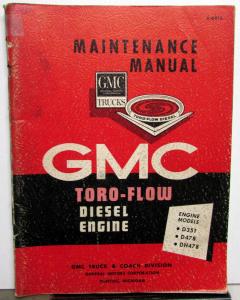 MAINTENANCE
MANUAL
GMC
TRUCKS
TORO-FLOW DIESEL
GMC
TORO-FLOW
DIESEL
ENGINE
ENGINE
MODELS
• D351
• D478
• DH478
GMC TRUCK & COACH DIVISION
GENERAL MOTORS CORPORATION
PONTIAC, MICHIGAN